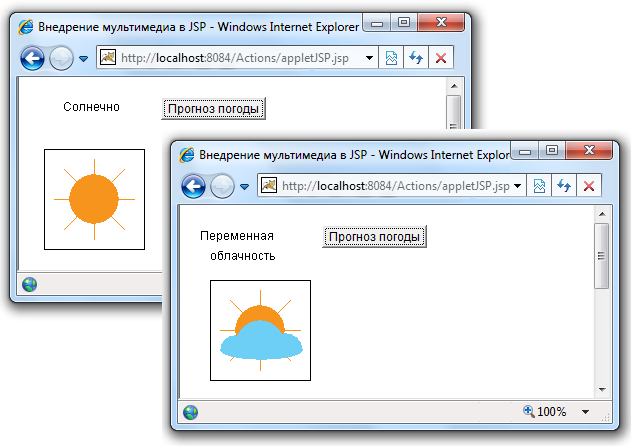 Внедрение мультимедиа в JSP - Windows Internet Explorer
http://localhost:8084/Actions/appletJSP.jsp
Солнечно
Прогноз погоды
Внедрение мультимедиа в JSP - Windows Internet Explor
http://localhost:8084/Actions/appletJSP.jsp
Переменная
облачность
Прогноз погоды
100%